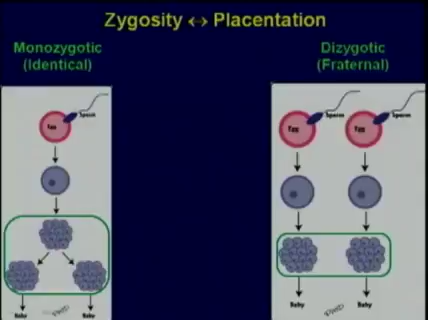 Zygosity ↔ Placentation
Monozygotic
(Identical)
Dizygotic
(Fraternal)
Sperm
Egg
Baby
Baby
Sperm
Sperm
Egg
Egg
Baby
Baby